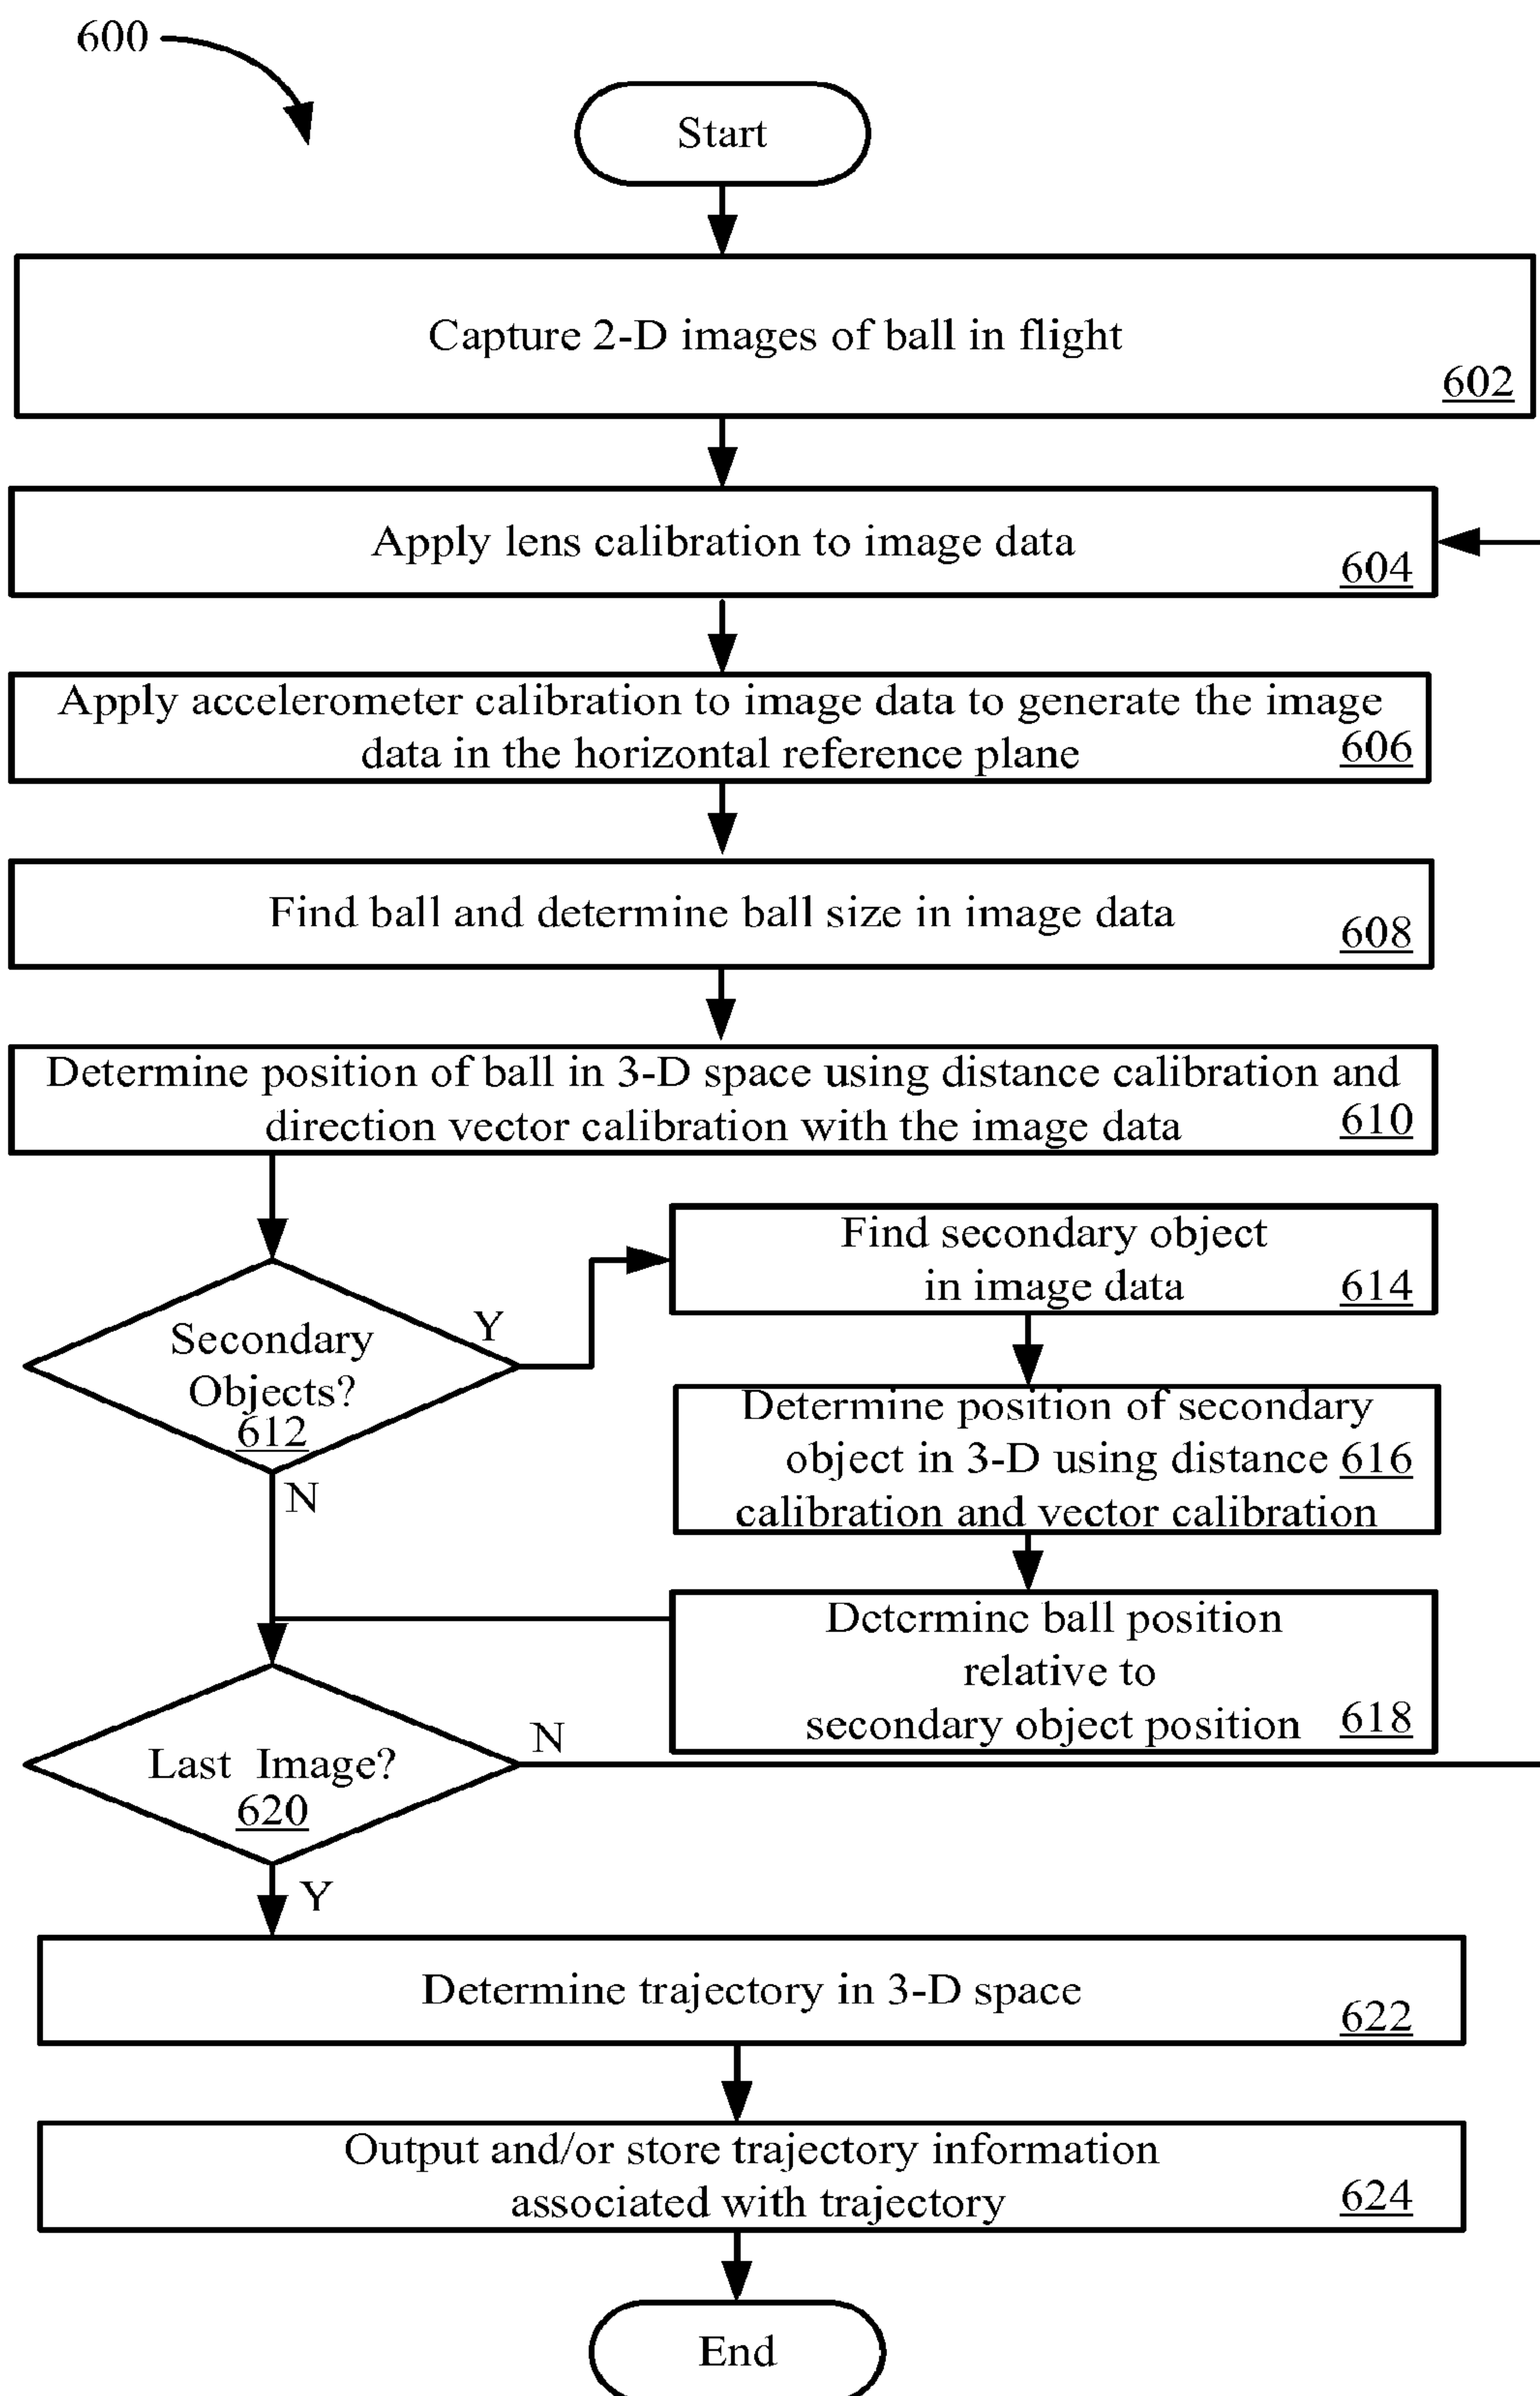 600
Start
Capture 2-D images of ball in flight
602
Apply lens calibration to image data
604
Apply accelerometer calibration to image data to generate the image
data in the horizontal reference plane
606
Find ball and determine ball size in image data
608
Determine position of ball in 3-D space using distance calibration and
direction vector calibration with the image data
610
Secondary
Objects?
612
Y
N
Find secondary object
in image data
614
Determine position of secondary
object in 3-D using distance
616
calibration and vector calibration
Determine ball position
relative to
secondary object position
618
Last Image?
620
N
Y
Determine trajectory in 3-D space
622
Output and/or store trajectory information
associated with trajectory
624
End